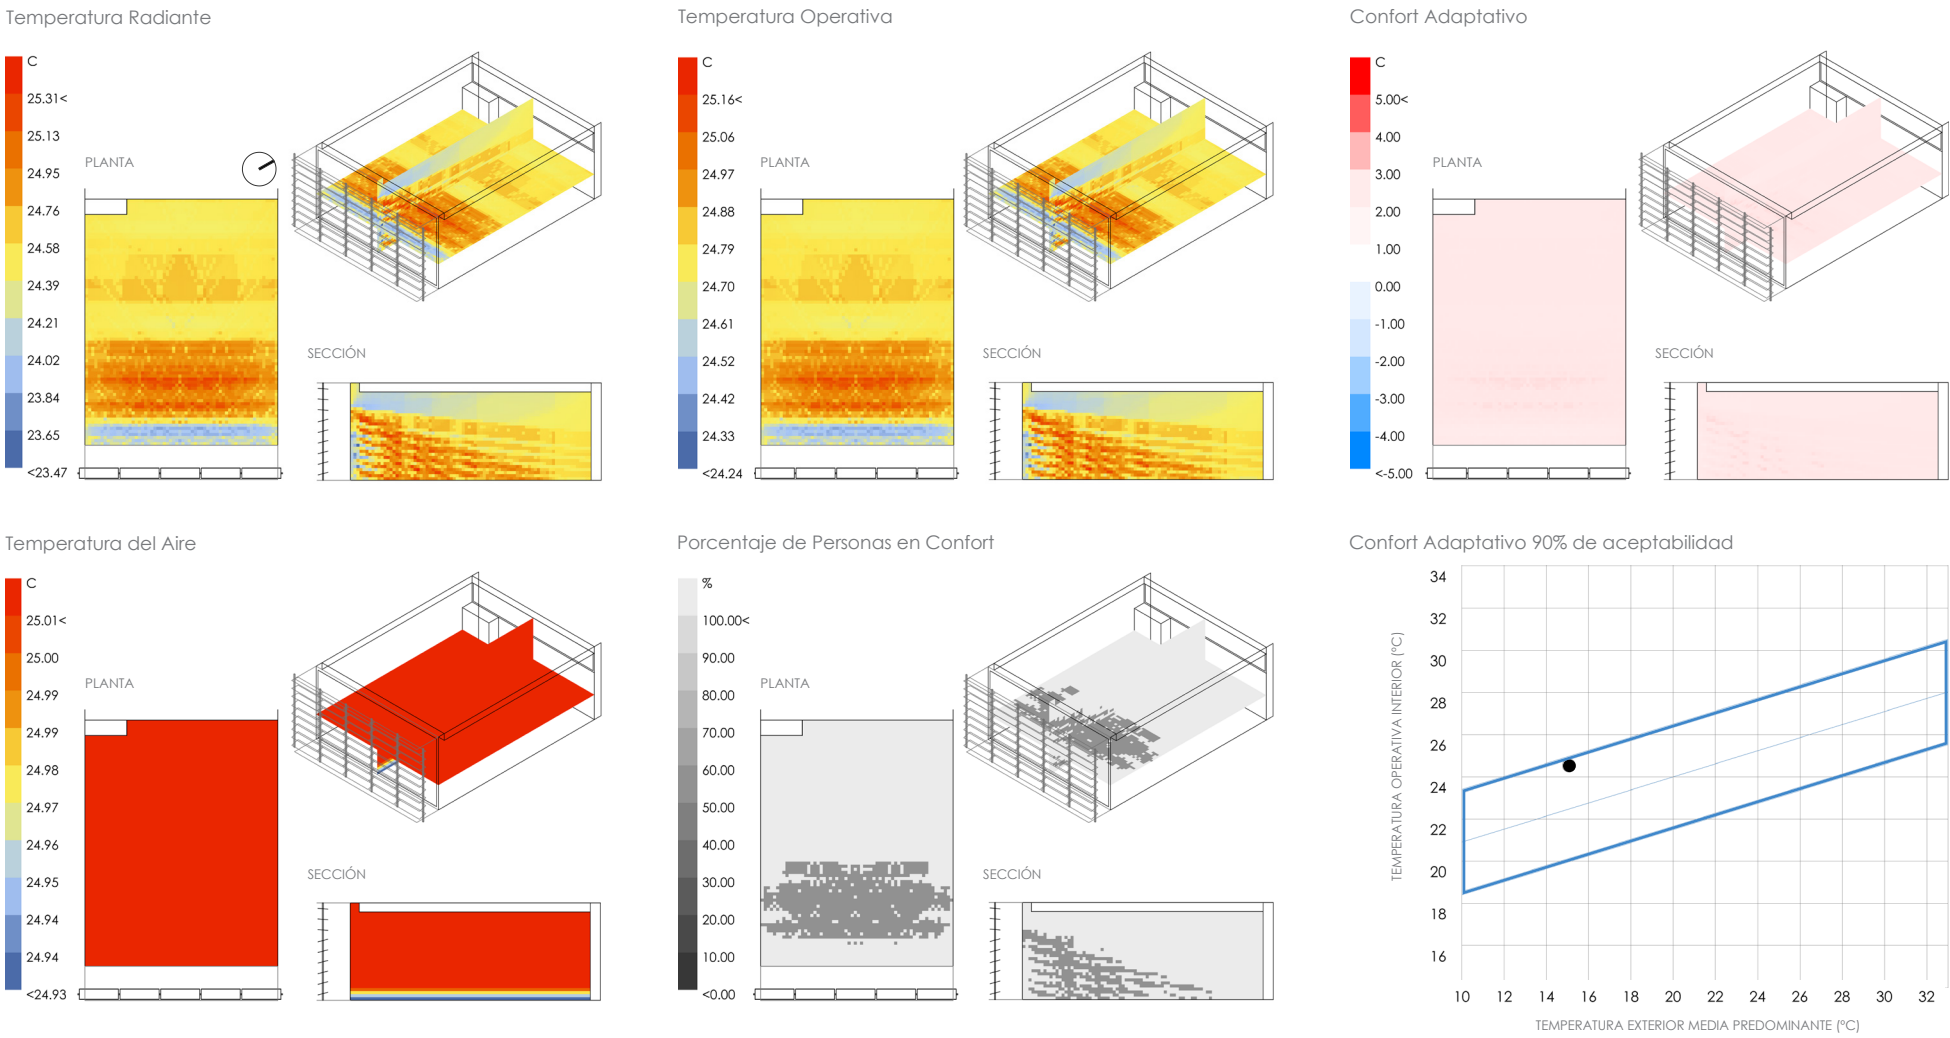 Temperatura Radiante
C
25.31<
25.13
24.95
24.76
24.58
24.39
24.21
24.02
23.84
23.65
<23.47
PLANTA
SECCIÓN
Temperatura Operativa
C
25.16<
25.06
24.97
24.88
24.79
24.70
24.61
24.52
24.42
24.33
<24.24
PLANTA
SECCIÓN
Confort Adaptativo
C
5.00<
4.00
3.00
2.00
1.00
0.00
-1.00
-2.00
-3.00
-4.00
<-5.00
PLANTA
SECCIÓN
Temperatura del Aire
C
25.01<
25.00
24.99
24.99
24.98
24.97
24.96
24.95
24.94
24.94
<24.93
PLANTA
SECCIÓN
Porcentaje de Personas en Confort
%
100.00<
90.00
80.00
70.00
60.00
50.00
40.00
30.00
20.00
10.00
<0.00
PLANTA
SECCIÓN
Confort Adaptativo 90% de aceptabilidad
TEMPERATURA OPERATIVA INTERIOR (ºC)
34
32
30
28
26
24
22
20
18
16
10 12 14 16 18 20 22 24 26 28 30 32
TEMPERATURA EXTERIOR MEDIA PREDOMINANTE (ºC)